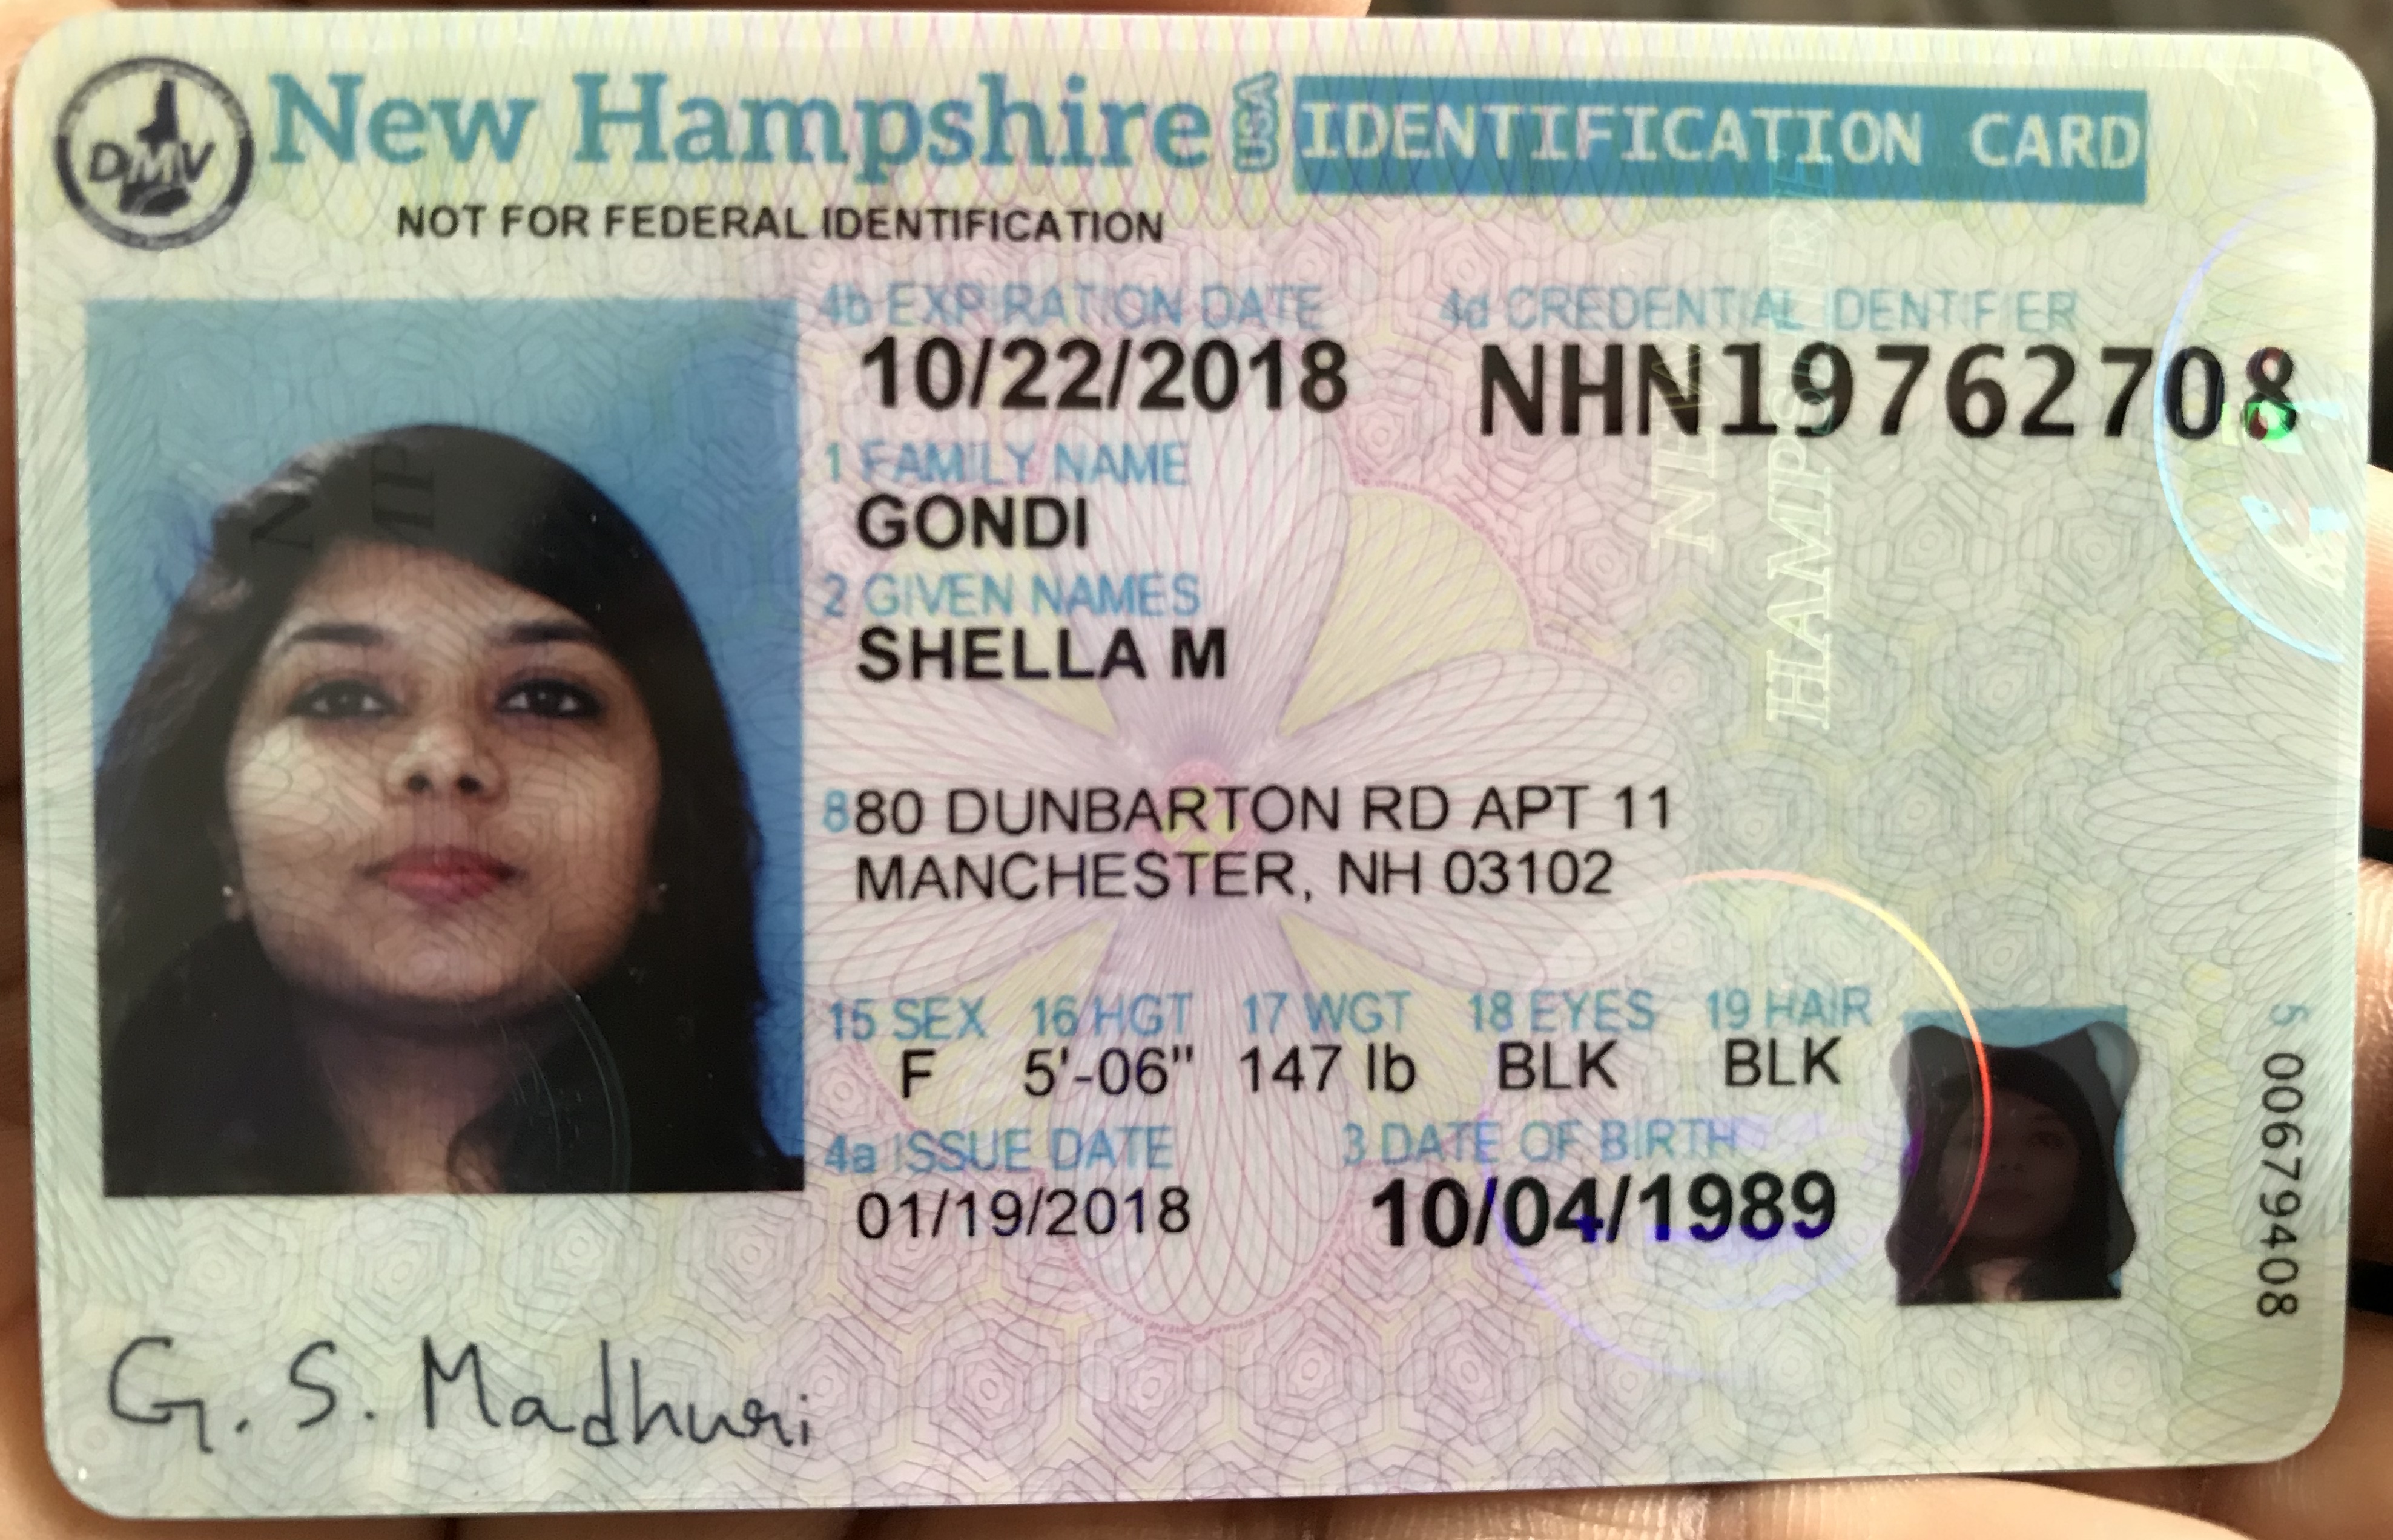 DMV
New Hampshire USA IDENTIFICATION CARD
NOT FOR FEDERAL IDENTIFICATION
4b EXPIRATION DATE 4d CREDENTIAL IDENTIFIER
10/22/2018 NHN19762708
1 FAMILY NAME
GONDI
2 GIVEN NAMES
SHELLA M
8 80 DUNBARTON RD APT 11
MANCHESTER, NH 03102
15 SEX 16 HGT 17 WGT 18 EYES 19 HAIR
F 5'-06" 147 lb BLK BLK
4a ISSUE DATE 3 DATE OF BIRTH
01/19/2018 10/04/1989
G. S. Madhuri
5 00679408
NEW
HAMPSHIRE